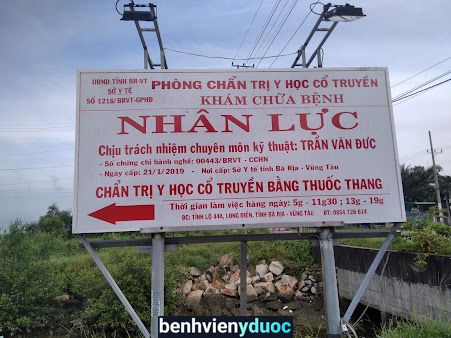 UBND TỈNH BR-VT
SỞ Y TẾ
SỐ 1218/BRVT-GPHĐ
PHÒNG CHẨN TRỊ Y HỌC CỔ TRUYỀN
KHÁM CHỮA BỆNH
NHÂN LỰC
Chịu trách nhiệm chuyên môn kỹ thuật: TRẦN VĂN ĐỨC
- Số chứng chỉ hành nghề: 00443/BRVT - CCHN
- Ngày cấp: 21/1/2019 - Nơi cấp: Sở Y tế tỉnh Bà Rịa - Vũng Tàu
CHẨN TRỊ Y HỌC CỔ TRUYỀN BẰNG THUỐC THANG
Thời gian làm việc hàng ngày: 5g - 11g30 ; 13g - 19g
ĐC: TỈNH LỘ 44A, LONG ĐIỀN, TỈNH BÀ RỊA - VŨNG TÀU ĐT: 0854 728 614
benhvienyduoc